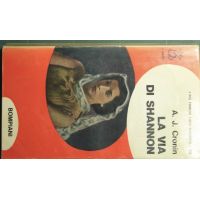 A. J. Cronin
LA VIA
DI SHANNON
BOMPIANI